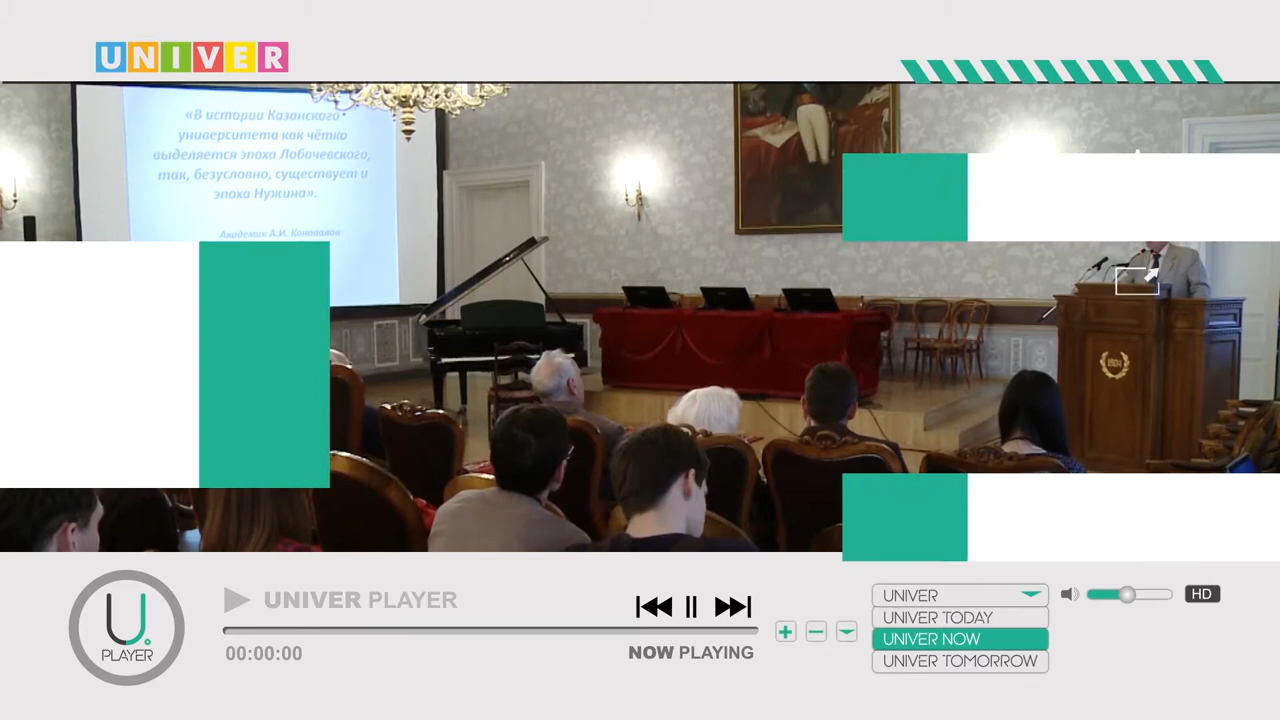 UNIVER
«В истории Казанского
университета как чётко
выделяется эпоха Лобачевского,
так, безусловно, существует и
эпоха Нужина».
Академик А.И. Коновалов
1804
UNIVER PLAYER
U.
PLAYER
00:00:00
NOW PLAYING
UNIVER
UNIVER TODAY
UNIVER NOW
UNIVER TOMORROW
HD